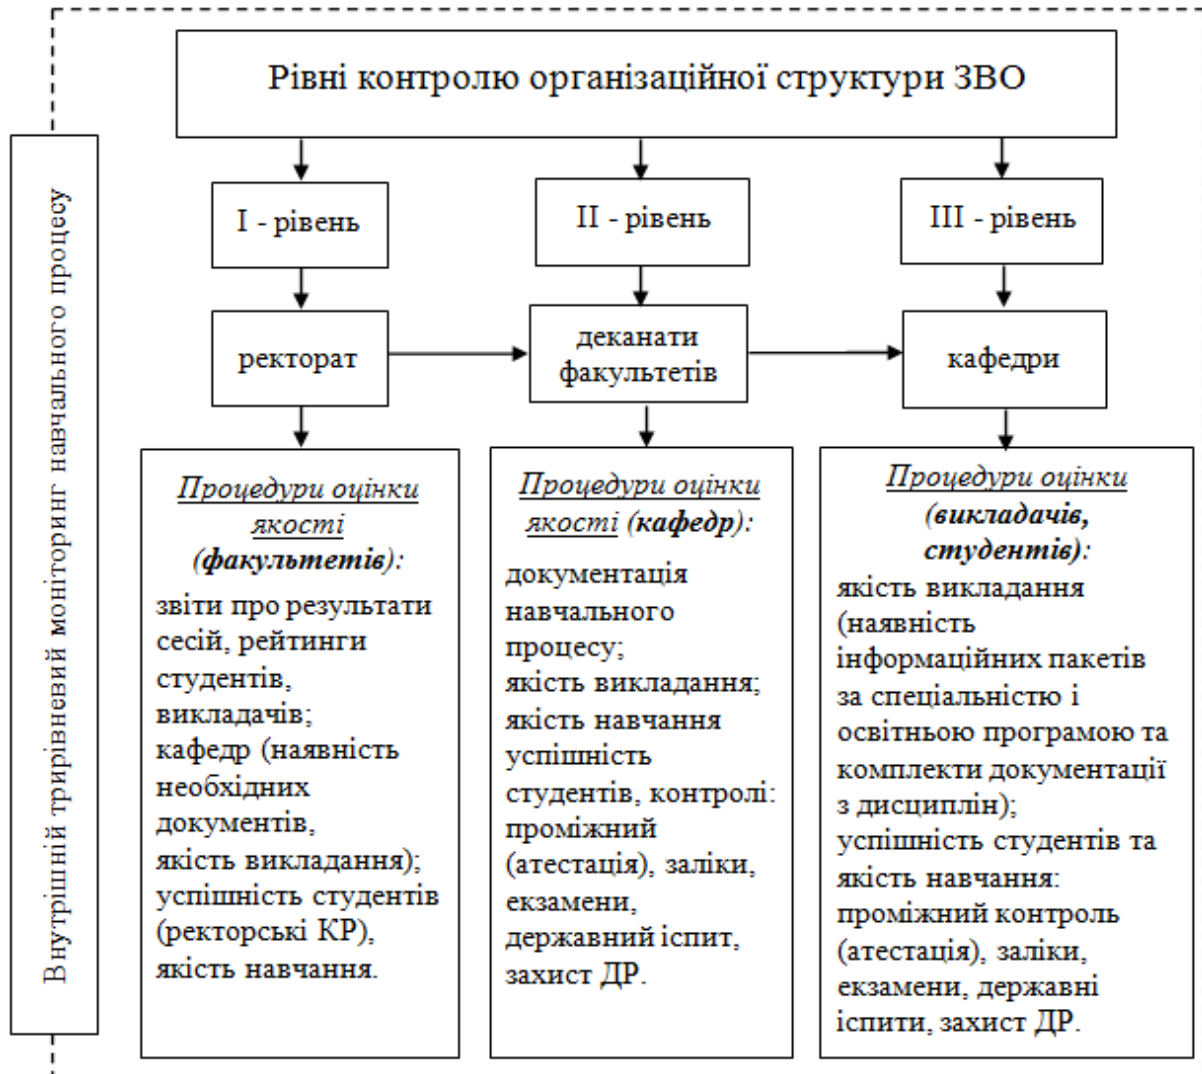 Рівні контролю організаційної структури ЗВО
Внутрішній трирівневий моніторинг навчального процесу
І - рівень
ІІ - рівень
ІІІ - рівень
ректорат
деканати
факультетів
кафедри
Процедури оцінки
якості
(факультетів):
звіти про результати
сесій, рейтинги
студентів,
викладачів;
кафедр (наявність
необхідних
документів,
якість викладання);
успішність студентів
(ректорські КР),
якість навчання.
Процедури оцінки
якості (кафедр):
документація
навчального
процесу;
якість викладання;
якість навчання
успішність
студентів, контролі:
проміжний
(атестація), заліки,
екзамени,
державний іспит,
захист ДР.
Процедури оцінки
(викладачів,
студентів):
якість викладання
(наявність
інформаційних пакетів
за спеціальністю і
освітньою програмою та
комплекти документації
з дисциплін);
успішність студентів та
якість навчання:
проміжний контроль
(атестація), заліки,
екзамени, державні
іспити, захист ДР.